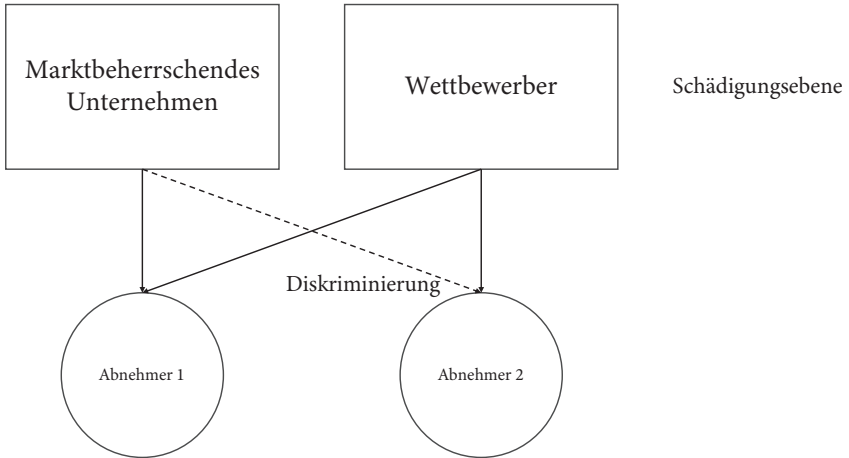 Marktbeherrschendes
Unternehmen
Wettbewerber
Schädigungsebene
Diskriminierung
Abnehmer 1
Abnehmer 2